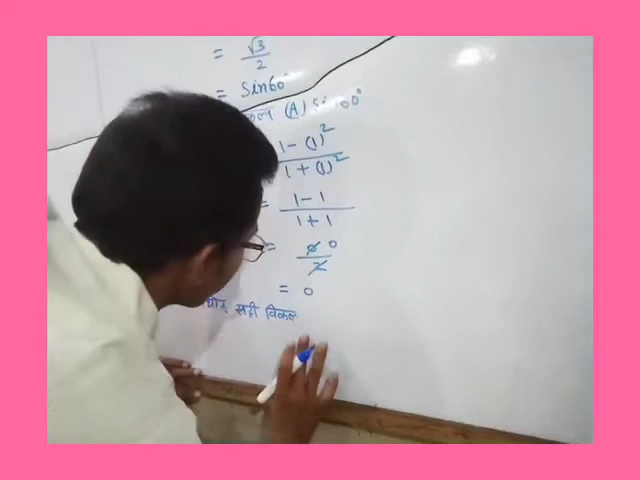 = √3/2
= Sin60°
(A) Sin 60°
1 - (1)² / 1 + (1)²
= 1 - 1 / 1 + 1
= 0 0 / 2
= 0
सही विकल